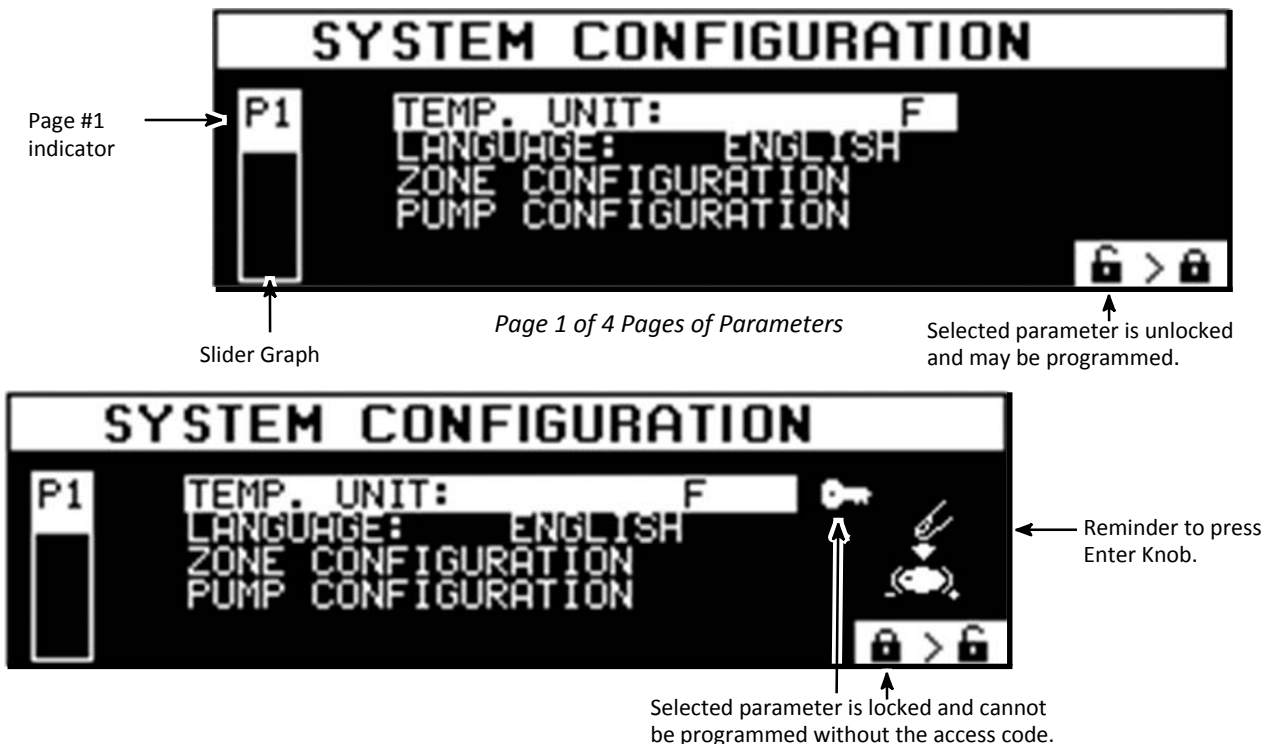 SYSTEM CONFIGURATION
Page #1
indicator
P1
TEMP. UNIT: F
LANGUAGE: ENGLISH
ZONE CONFIGURATION
PUMP CONFIGURATION
>
Slider Graph
Page 1 of 4 Pages of Parameters
Selected parameter is unlocked
and may be programmed.
SYSTEM CONFIGURATION
P1
TEMP. UNIT: F
LANGUAGE: ENGLISH
ZONE CONFIGURATION
PUMP CONFIGURATION
>
Reminder to press
Enter Knob.
Selected parameter is locked and cannot
be programmed without the access code.